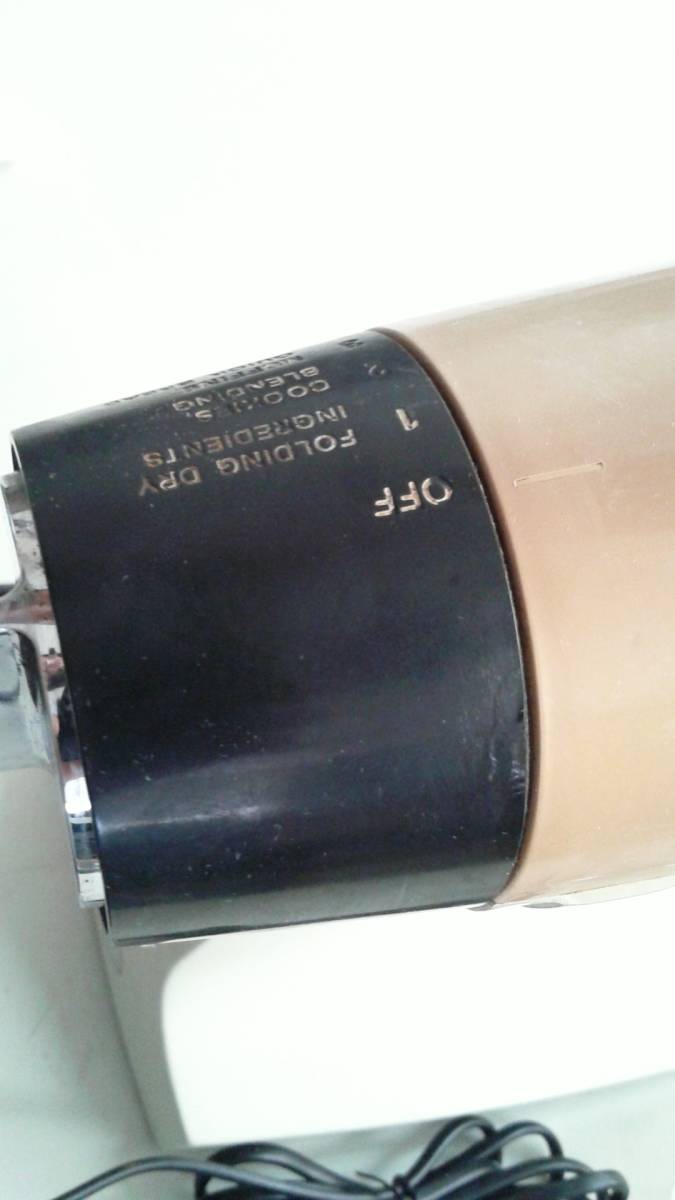 OFF
1
FOLDING DRY
INGREDIENTS
2
COOKIES,
BLENDING